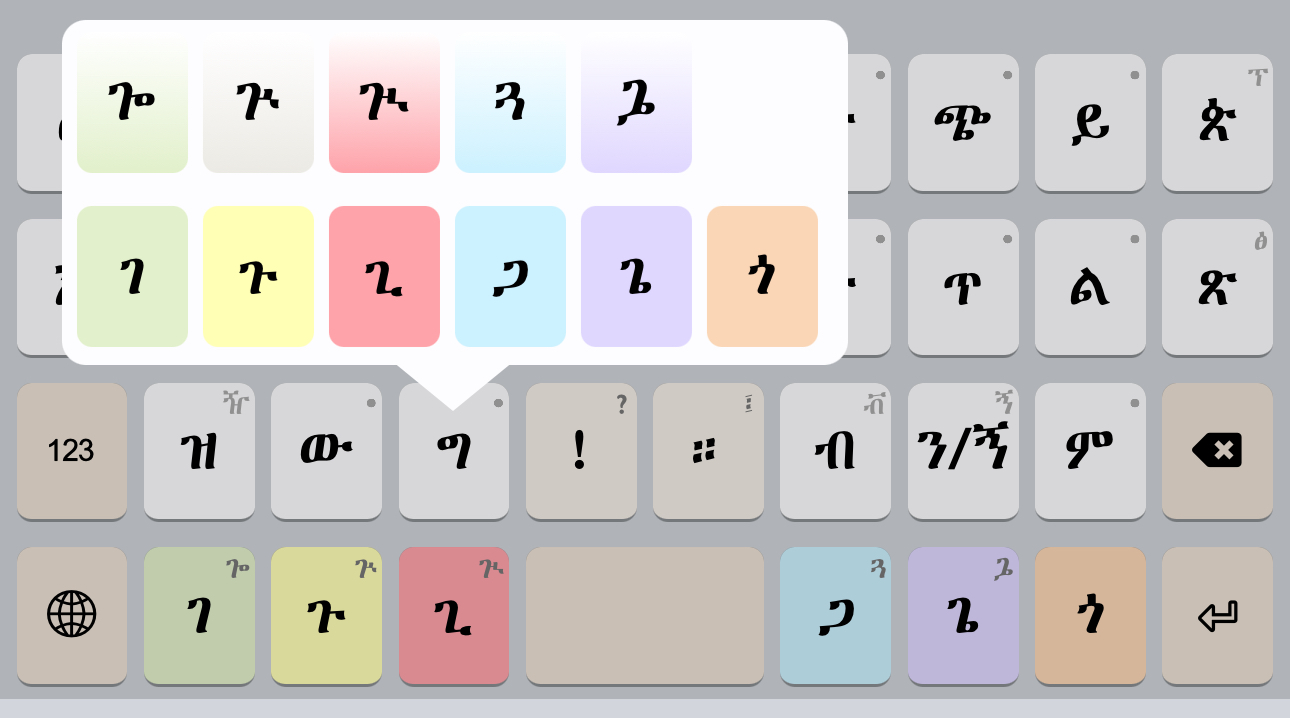 ጐ ጕ ጒ ጓ ጔ
ጭ ይ ጵ ፕ
ገ ጉ ጊ ጋ ጌ ጎ
ጥ ል ጽ ፅ
123 ዝ ዥ ው ግ ! ? ። ፤ ብ ቭ ን/ኝ ኝ ም
ገ ጐ ጉ ጕ ጊ ጒ ጋ ጓ ጌ ጔ ጎ